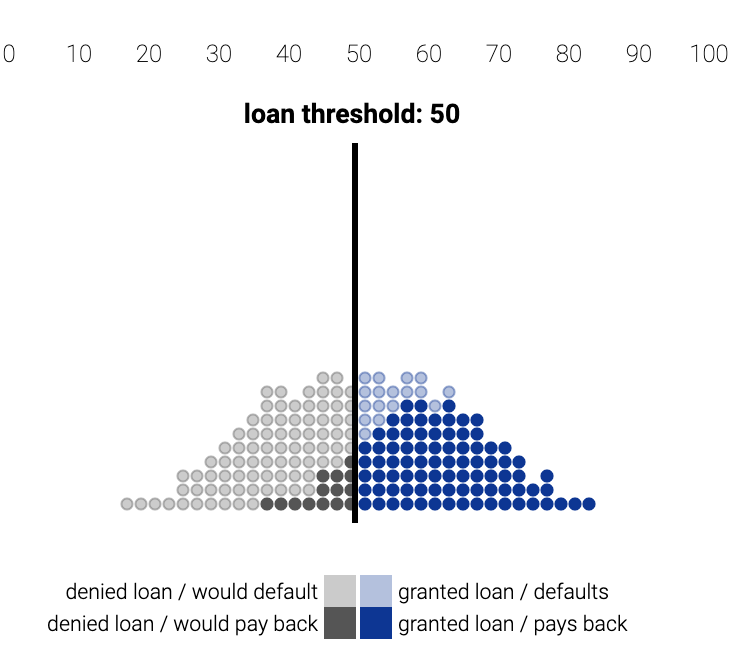 0 10 20 30 40 50 60 70 80 90 100
loan threshold: 50
denied loan / would default granted loan / defaults
denied loan / would pay back granted loan / pays back